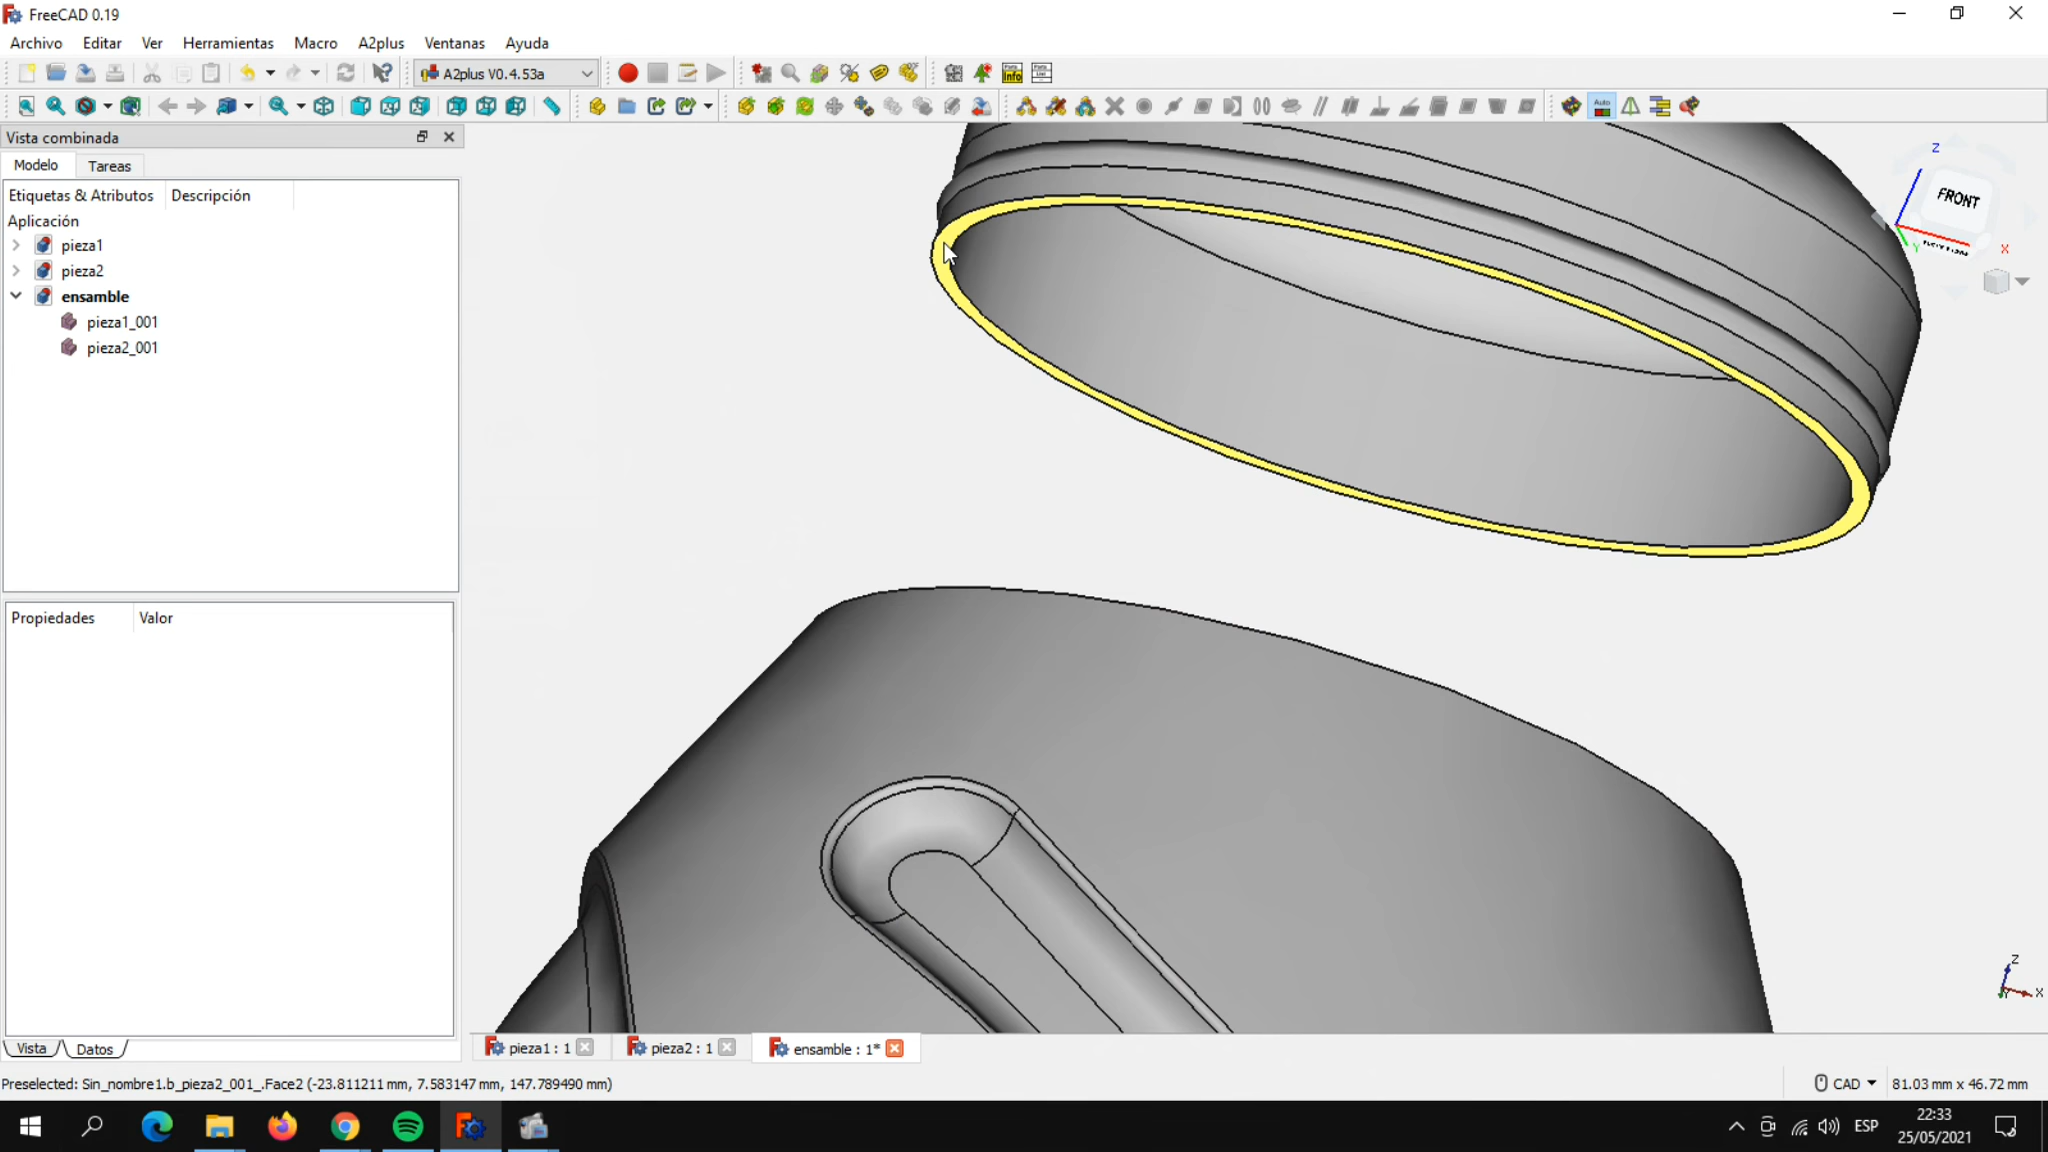 FreeCAD 0.19
Archivo Editar Ver Herramientas Macro A2plus Ventanas Ayuda
A2plus V0.4.53a
Info
Auto
Vista combinada
Modelo Tareas
Etiquetas & Atributos Descripción
Aplicación
pieza1
pieza2
ensamble
pieza1_001
pieza2_001
Propiedades Valor
Z
FRONT
Y
X
Z
Y
X
Vista Datos
pieza1 : 1 pieza2 : 1 ensamble : 1*
Preselected: Sin_nombre1.b_pieza2_001_.Face2 (-23.811211 mm, 7.583147 mm, 147.789490 mm)
CAD 81.03 mm x 46.72 mm
ESP
22:33
25/05/2021